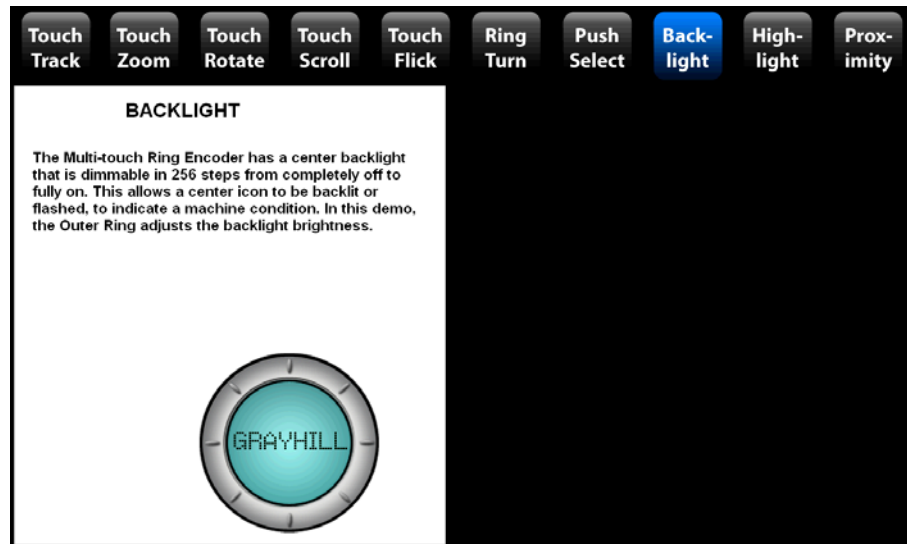 Touch Touch Touch Touch Touch Ring Push Back- High- Prox-
Track Zoom Rotate Scroll Flick Turn Select light light imity
BACKLIGHT
The Multi-touch Ring Encoder has a center backlight
that is dimmable in 256 steps from completely off to
fully on. This allows a center icon to be backlit or
flashed, to indicate a machine condition. In this demo,
the Outer Ring adjusts the backlight brightness.
GRAYHILL